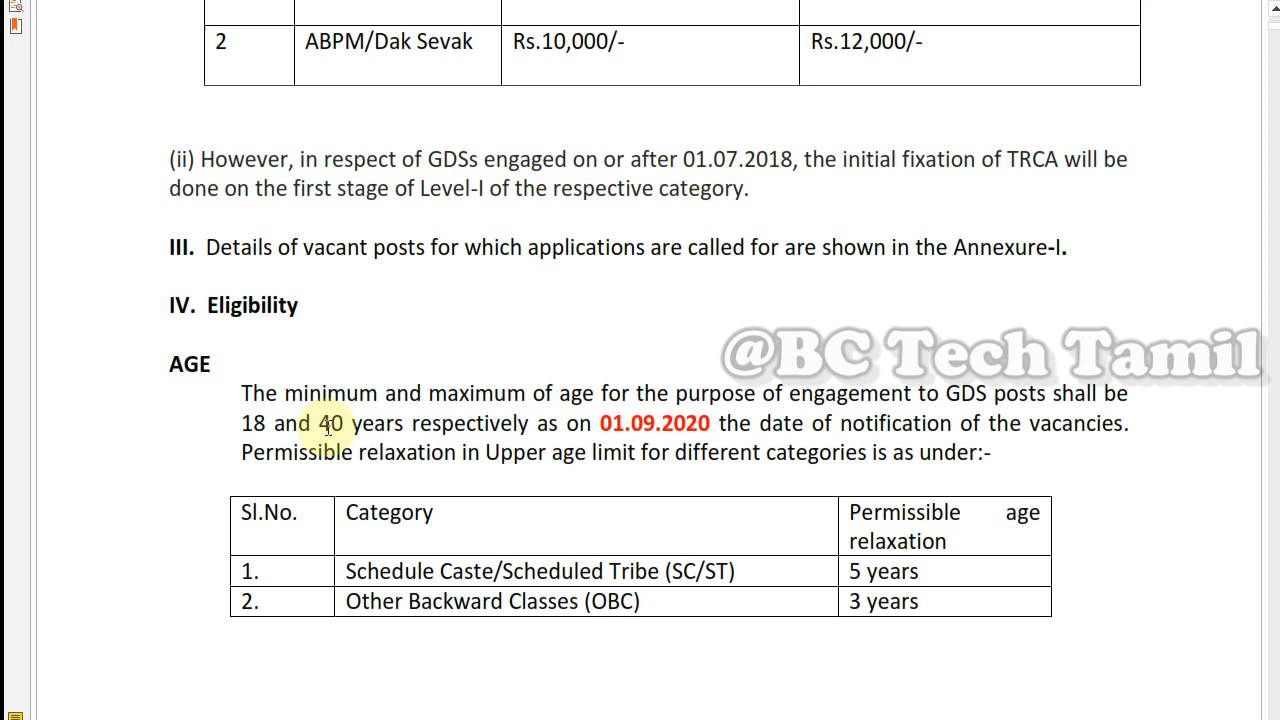 2 ABPM/Dak Sevak Rs.10,000/- Rs.12,000/-
(ii) However, in respect of GDSs engaged on or after 01.07.2018, the initial fixation of TRCA will be
done on the first stage of Level-I of the respective category.
III. Details of vacant posts for which applications are called for are shown in the Annexure-I.
IV. Eligibility
@BC Tech Tamil
AGE
The minimum and maximum of age for the purpose of engagement to GDS posts shall be
18 and 40 years respectively as on 01.09.2020 the date of notification of the vacancies.
Permissible relaxation in Upper age limit for different categories is as under:-
Sl.No. Category Permissible age
relaxation
1. Schedule Caste/Scheduled Tribe (SC/ST) 5 years
2. Other Backward Classes (OBC) 3 years